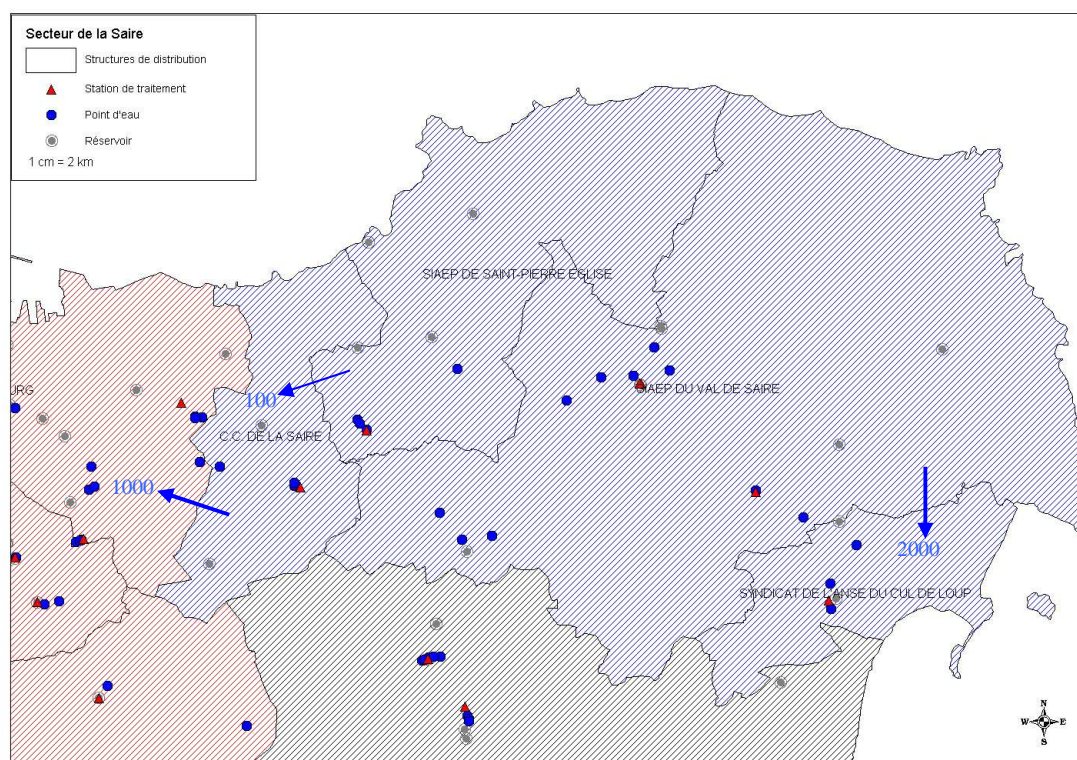 Secteur de la Saire
Structures de distribution
Station de traitement
Point d'eau
Réservoir
1 cm = 2 km
SIAEP DE SAINT-PIERRE EGLISE
SIAEP DU VAL DE SAIRE
URG
100
C.C. DE LA SAIRE
1000
2000
SYNDICAT DE L'ANSE DU CUL DE LOUP
N
W E
S